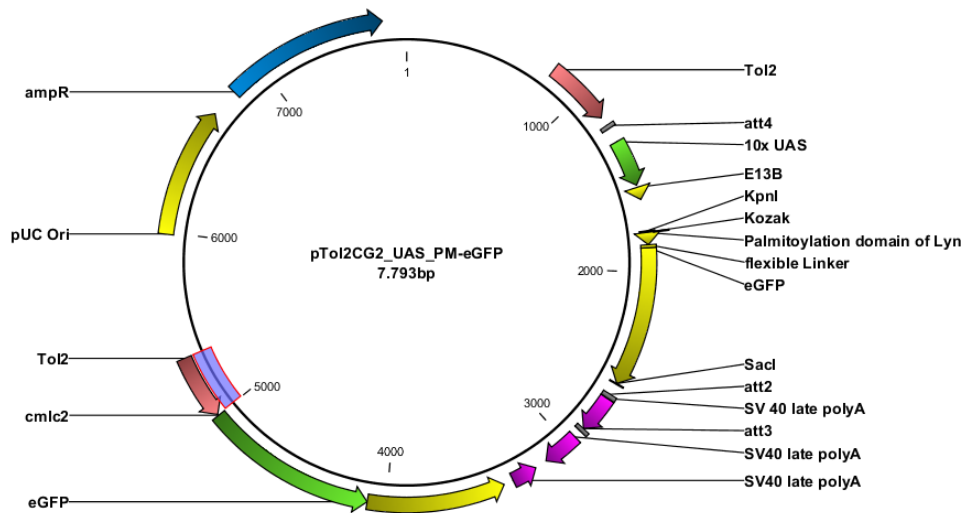 ampR
pUC Ori
Tol2
cmlc2
eGFP
1
1000
2000
3000
4000
5000
6000
7000
pTol2CG2_UAS_PM-eGFP
7.793bp
Tol2
att4
10x UAS
E13B
KpnI
Kozak
Palmitoylation domain of Lyn
flexible Linker
eGFP
SacI
att2
SV 40 late polyA
att3
SV40 late polyA
SV40 late polyA